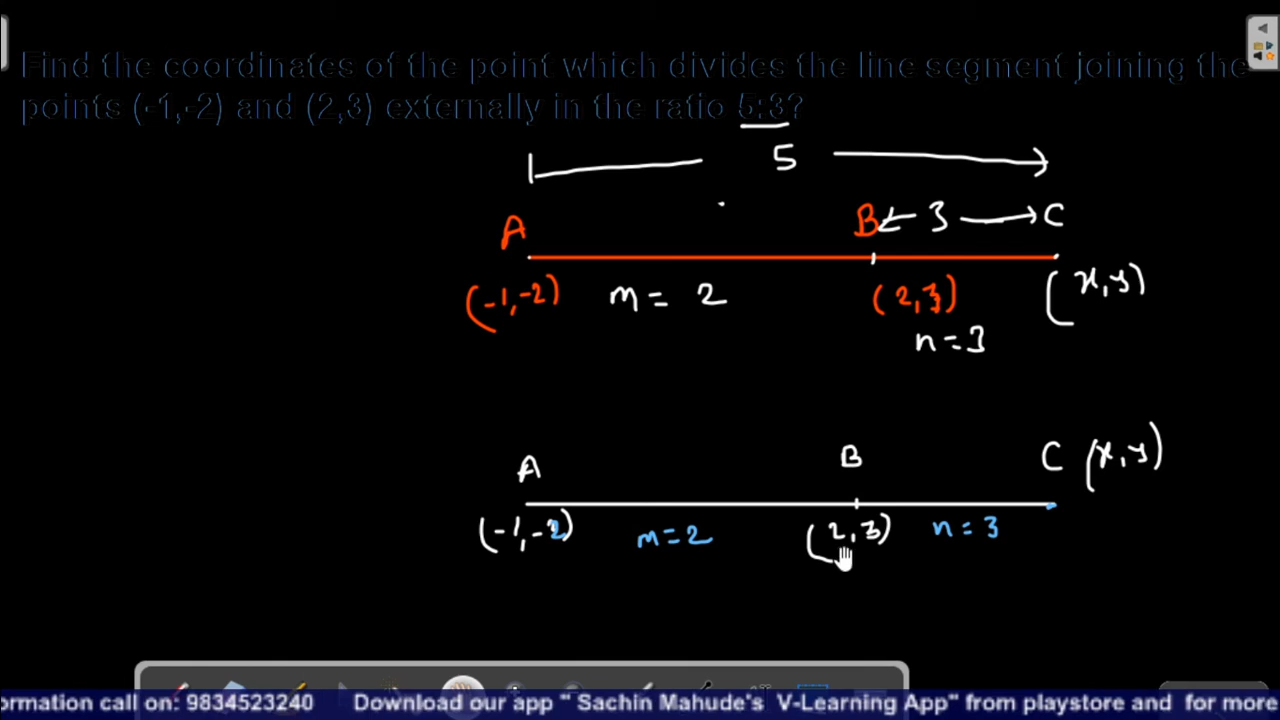 Find the coordinates of the point which divides the line segment joining the
points (-1,-2) and (2,3) externally in the ratio 5:3?
5
A B 3 C
(-1,-2) m = 2 (2,3) (x,y)
n=3
A B C (x,y)
(-1,-2) m=2 (2,3) n=3
ormation call on: 9834523240 Download our app " Sachin Mahude's V-Learning App" from playstore and for more